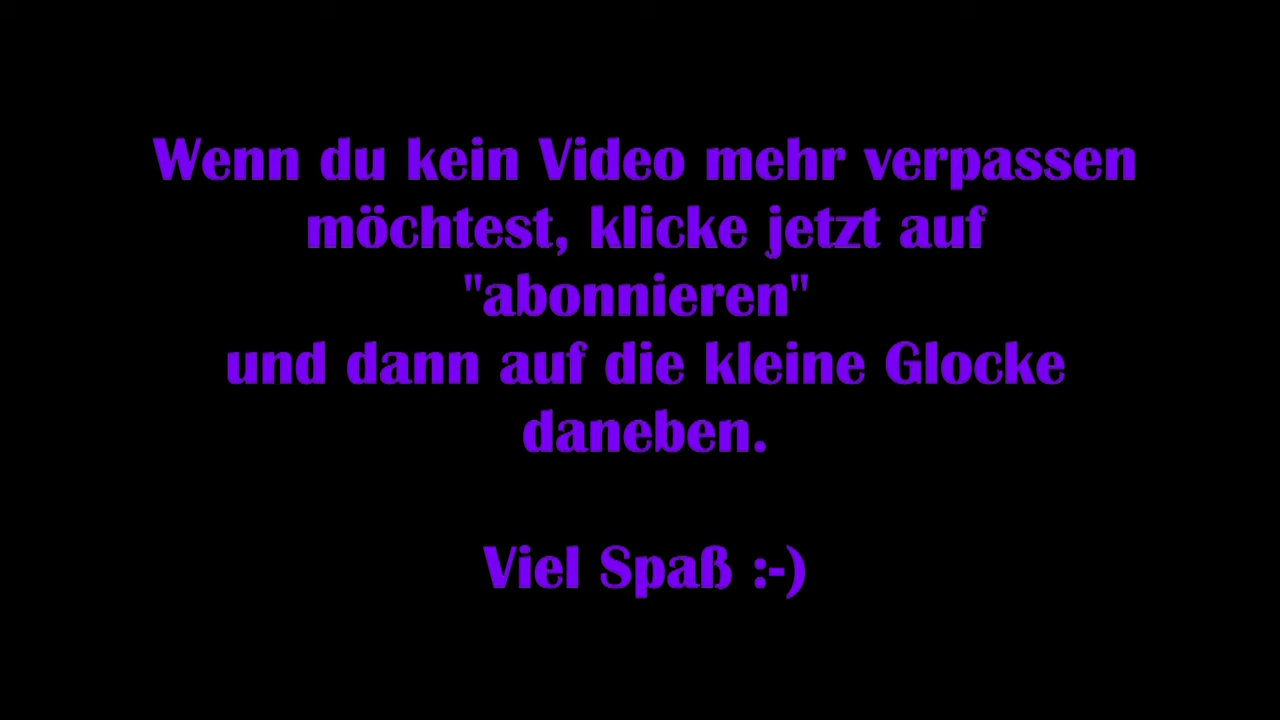 Wenn du kein Video mehr verpassen
möchtest, klicke jetzt auf
"abonnieren"
und dann auf die kleine Glocke
daneben.
Viel Spaß :-)